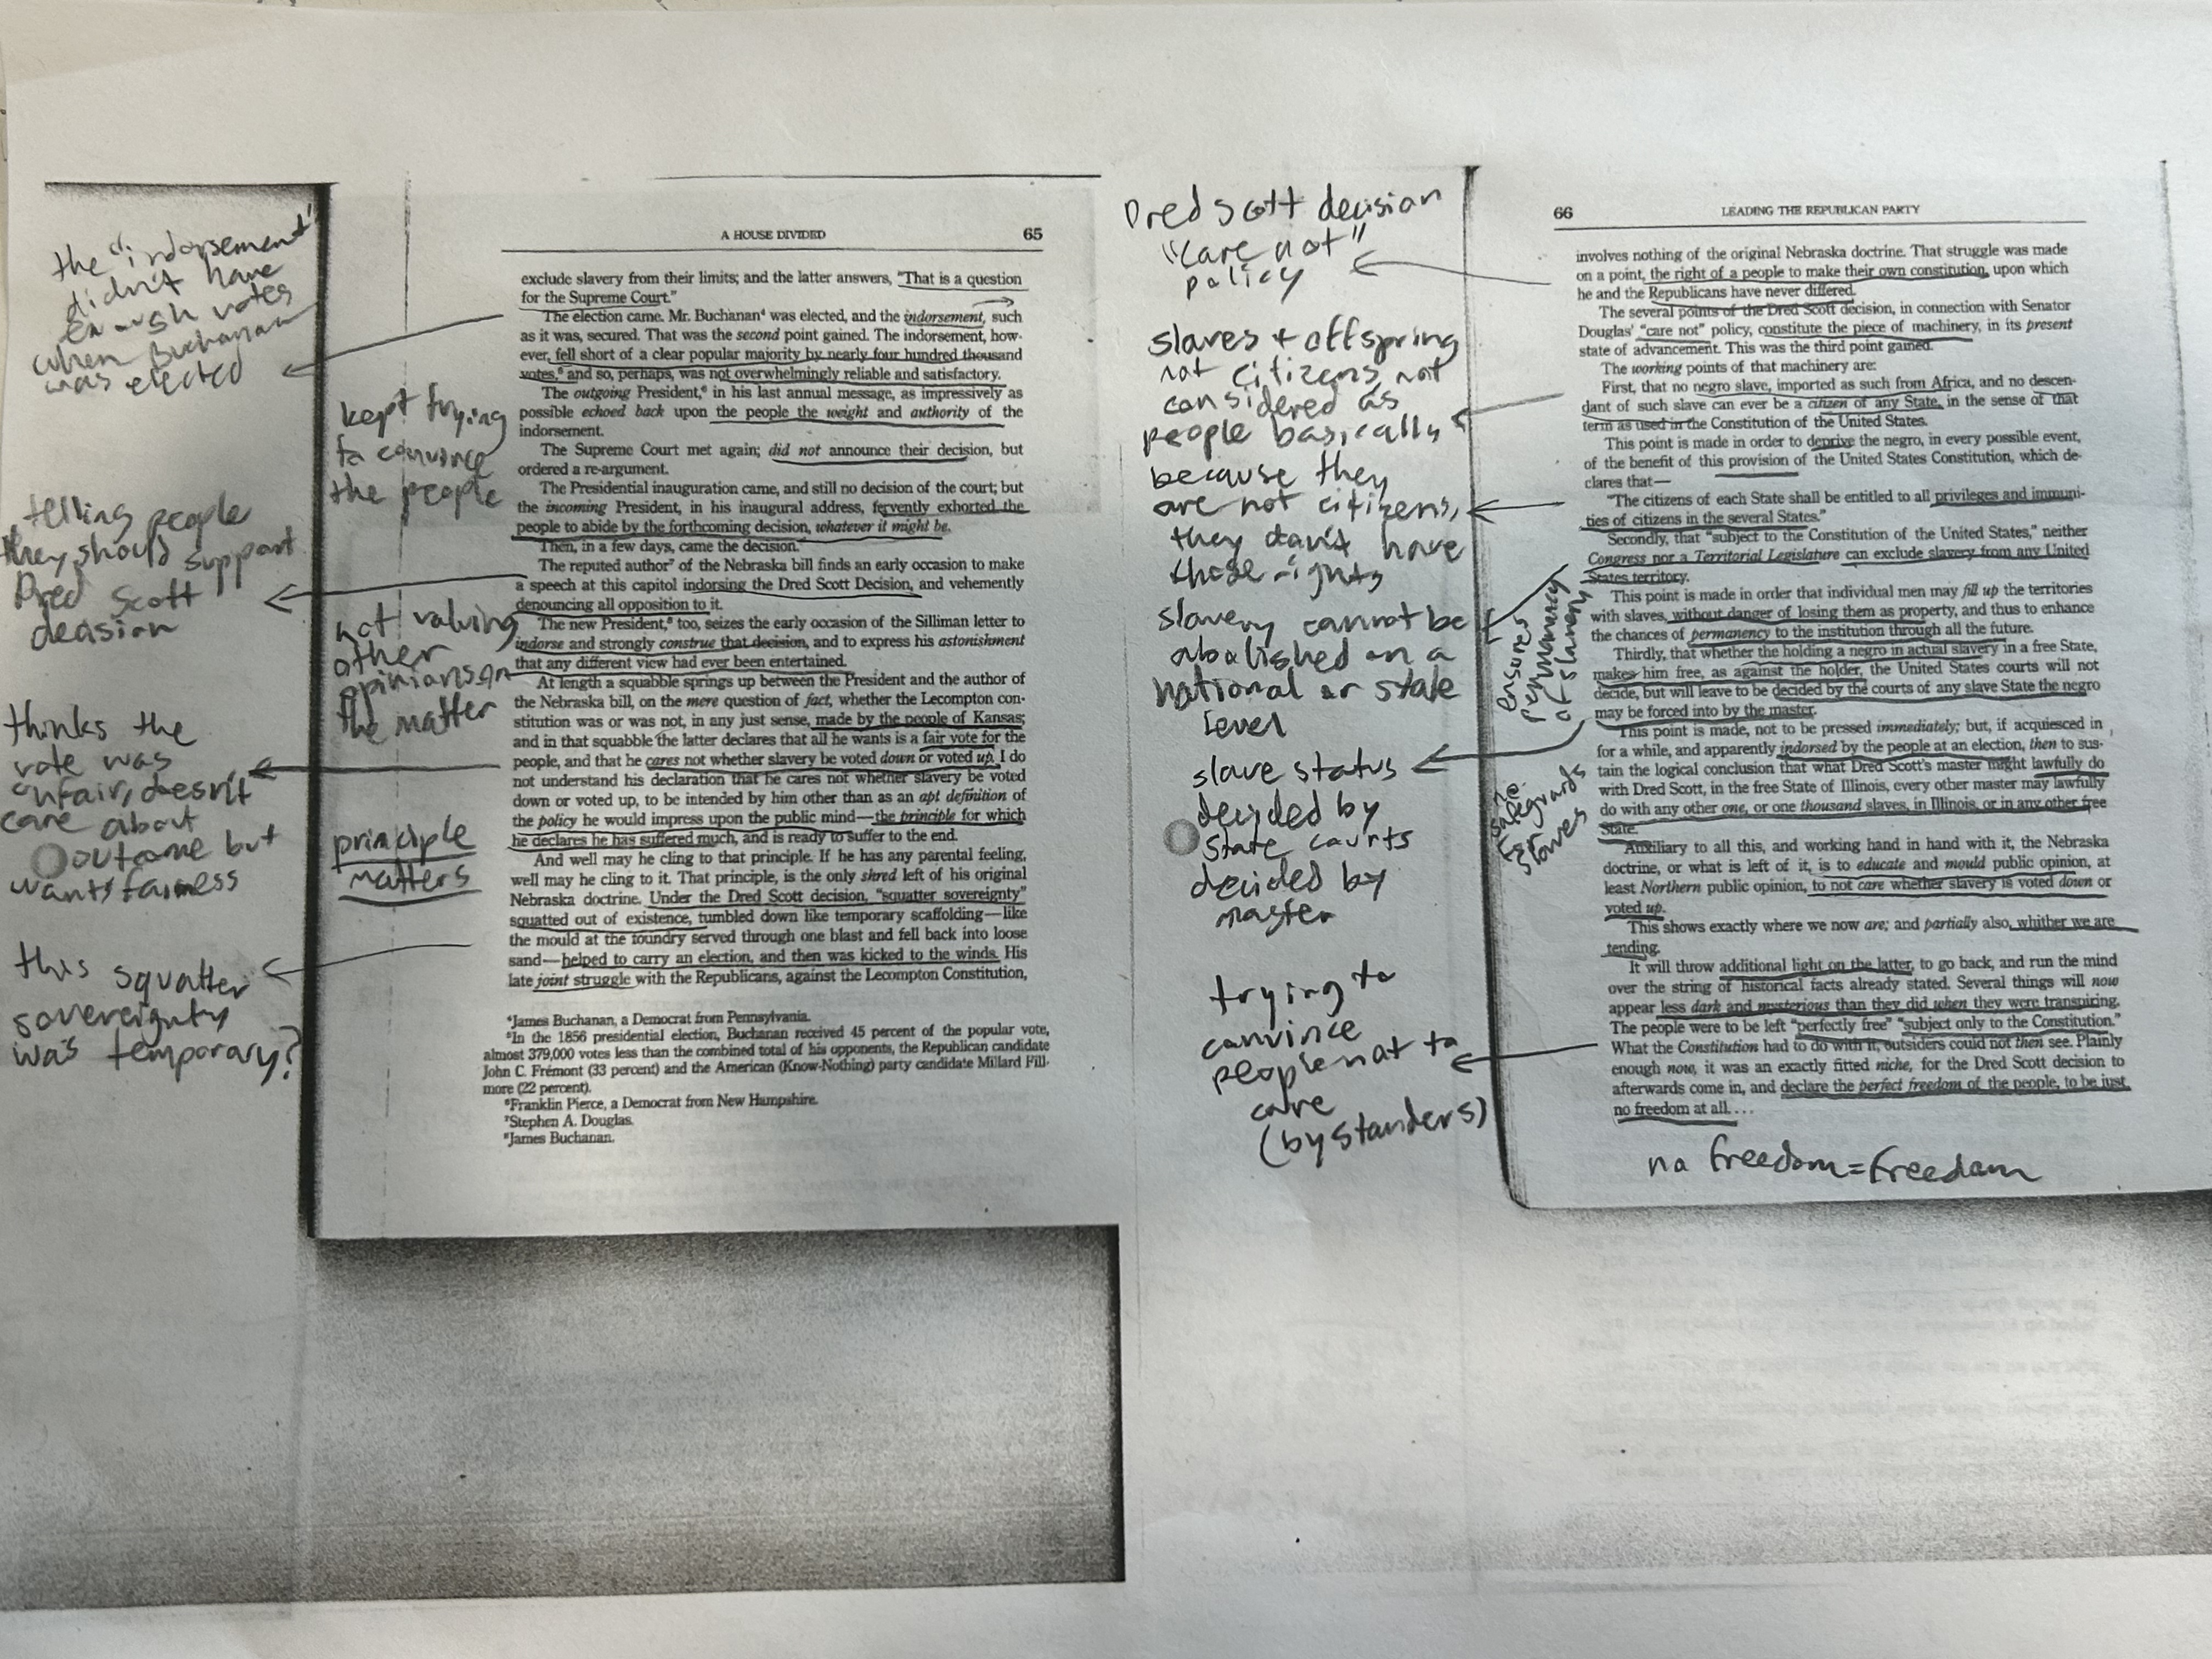 the "indorsement"
didn't have
enough votes
when Buchanan
was elected
telling people
they should support
Dred Scott
decision
thinks the
vote was
unfair, doesn't
care about
outcome but
wants fairness
this squatter
sovereignty
was temporary?
kept trying
to convince
the people
not valuing
other
opinions on
the matter
principle
matters
A HOUSE DIVIDED 65
exclude slavery from their limits; and the latter answers, "That is a question
for the Supreme Court."
The election came. Mr. Buchanan⁴ was elected, and the indorsement, such
as it was, secured. That was the second point gained. The indorsement, how-
ever, fell short of a clear popular majority by nearly four hundred thousand
votes,⁵ and so, perhaps, was not overwhelmingly reliable and satisfactory.
The outgoing President,⁶ in his last annual message, as impressively as
possible echoed back upon the people the weight and authority of the
indorsement.
The Supreme Court met again; did not announce their decision, but
ordered a re-argument.
The Presidential inauguration came, and still no decision of the court; but
the incoming President, in his inaugural address, fervently exhorted the
people to abide by the forthcoming decision, whatever it might be.
Then, in a few days, came the decision.
The reputed author⁷ of the Nebraska bill finds an early occasion to make
a speech at this capitol indorsing the Dred Scott Decision, and vehemently
denouncing all opposition to it.
The new President,⁸ too, seizes the early occasion of the Silliman letter to
indorse and strongly construe that decision, and to express his astonishment
that any different view had ever been entertained.
At length a squabble springs up between the President and the author of
the Nebraska bill, on the mere question of fact, whether the Lecompton con-
stitution was or was not, in any just sense, made by the people of Kansas;
and in that squabble the latter declares that all he wants is a fair vote for the
people, and that he cares not whether slavery be voted down or voted up. I do
not understand his declaration that he cares not whether slavery be voted
down or voted up, to be intended by him other than as an apt definition of
the policy he would impress upon the public mind—the principle for which
he declares he has suffered much, and is ready to suffer to the end.
And well may he cling to that principle. If he has any parental feeling,
well may he cling to it. That principle, is the only shred left of his original
Nebraska doctrine. Under the Dred Scott decision, "squatter sovereignty"
squatted out of existence, tumbled down like temporary scaffolding—like
the mould at the foundry served through one blast and fell back into loose
sand—helped to carry an election, and then was kicked to the winds. His
late joint struggle with the Republicans, against the Lecompton Constitution,
⁴James Buchanan, a Democrat from Pennsylvania.
⁵In the 1856 presidential election, Buchanan received 45 percent of the popular vote,
almost 379,000 votes less than the combined total of his opponents, the Republican candidate
John C. Frémont (33 percent) and the American (Know-Nothing) party candidate Millard Fill-
more (22 percent).
⁶Franklin Pierce, a Democrat from New Hampshire.
⁷Stephen A. Douglas.
⁸James Buchanan.
Dred Scott decision
"care not"
policy
slaves + offspring
not citizens, not
considered as
people basically
because they
are not citizens,
they don't have
those rights
slavery cannot be
abolished on a
national or state
level
slave status
decided by
state courts
decided by
master
trying to
convince
people not to
care
(bystanders)
ensures
permanency
of slavery
66 LEADING THE REPUBLICAN PARTY
involves nothing of the original Nebraska doctrine. That struggle was made
on a point, the right of a people to make their own constitution, upon which
he and the Republicans have never differed.
The several points of the Dred Scott decision, in connection with Senator
Douglas' "care not" policy, constitute the piece of machinery, in its present
state of advancement. This was the third point gained.
The working points of that machinery are:
First, that no negro slave, imported as such from Africa, and no descen-
dant of such slave can ever be a citizen of any State, in the sense of that
term as used in the Constitution of the United States.
This point is made in order to deprive the negro, in every possible event,
of the benefit of this provision of the United States Constitution, which de-
clares that—
"The citizens of each State shall be entitled to all privileges and immuni-
ties of citizens in the several States."
Secondly, that "subject to the Constitution of the United States," neither
Congress nor a Territorial Legislature can exclude slavery from any United
States territory.
This point is made in order that individual men may fill up the territories
with slaves, without danger of losing them as property, and thus to enhance
the chances of permanency to the institution through all the future.
Thirdly, that whether the holding a negro in actual slavery in a free State,
makes him free, as against the holder, the United States courts will not
decide, but will leave to be decided by the courts of any slave State the negro
may be forced into by the master.
This point is made, not to be pressed immediately; but, if acquiesced in
for a while, and apparently indorsed by the people at an election, then to sus-
tain the logical conclusion that what Dred Scott's master might lawfully do
with Dred Scott, in the free State of Illinois, every other master may lawfully
do with any other one, or one thousand slaves, in Illinois, or in any other free
State.
Auxiliary to all this, and working hand in hand with it, the Nebraska
doctrine, or what is left of it, is to educate and mould public opinion, at
least Northern public opinion, to not care whether slavery is voted down or
voted up.
This shows exactly where we now are; and partially also, whither we are
tending.
It will throw additional light on the latter, to go back, and run the mind
over the string of historical facts already stated. Several things will now
appear less dark and mysterious than they did when they were transpiring.
The people were to be left "perfectly free" "subject only to the Constitution."
What the Constitution had to do with it, outsiders could not then see. Plainly
enough now, it was an exactly fitted niche, for the Dred Scott decision to
afterwards come in, and declare the perfect freedom of the people, to be just
no freedom at all. . . .
no freedom = freedom